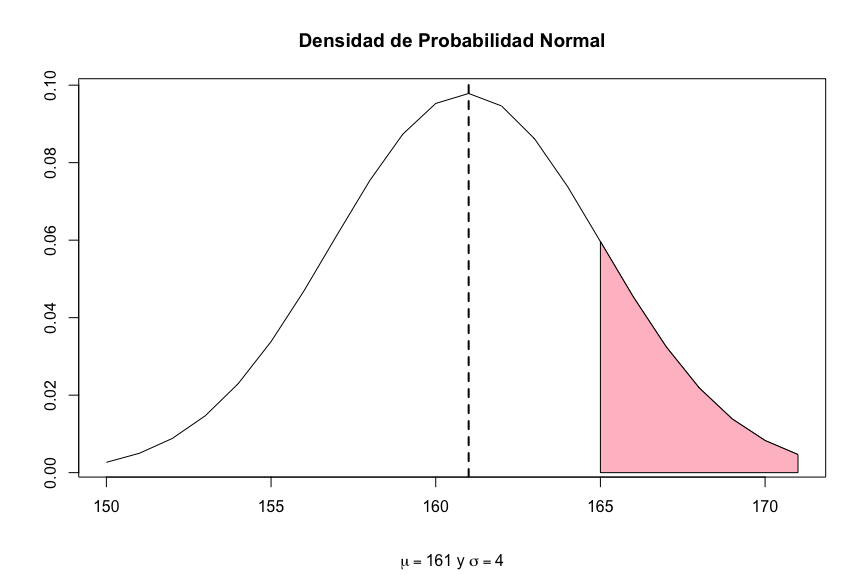 Densidad de Probabilidad Normal
0.10
0.08
0.06
0.04
0.02
0.00
150 155 160 165 170
μ = 161 y σ = 4